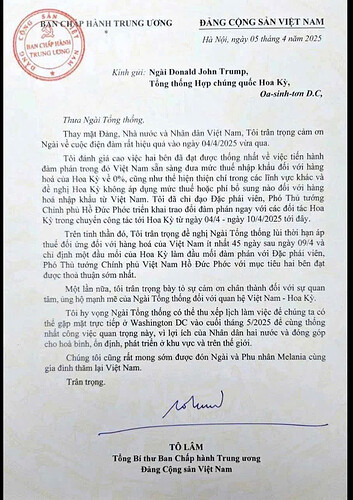 ĐẢNG CỘNG SẢN VIỆT NAM
BAN CHẤP HÀNH
TRUNG ƯƠNG
BAN CHẤP HÀNH TRUNG ƯƠNG
ĐẢNG CỘNG SẢN VIỆT NAM
Hà Nội, ngày 05 tháng 4 năm 2025
Kính gửi: Ngài Donald John Trump,
Tổng thống Hợp chúng quốc Hoa Kỳ,
Oa-sinh-tơn D.C,
Thưa Ngài Tổng thống,
Thay mặt Đảng, Nhà nước và Nhân dân Việt Nam, Tôi trân trọng cảm ơn
Ngài về cuộc điện đàm rất hiệu quả vào ngày 04/4/2025 vừa qua.
Tôi đánh giá cao việc hai bên đã đạt được thống nhất về việc tiến hành
đàm phán trong đó Việt Nam sẵn sàng đưa mức thuế nhập khẩu đối với hàng
hoá của Hoa Kỳ về 0%, cũng như thể hiện thiện chí trong các lĩnh vực khác và
đề nghị Hoa Kỳ không áp dụng mức thuế hoặc phí bổ sung nào đối với hàng
hoá nhập khẩu từ Việt Nam. Tôi đã chỉ đạo Đặc phái viên, Phó Thủ tướng
Chính phủ Hồ Đức Phớc triển khai trao đổi đàm phán ngay với các đối tác Hoa
Kỳ trong chuyến công tác tới Hoa Kỳ từ ngày 04/4 - ngày 10/4/2025 tới đây.
Trên tinh thần đó, Tôi trân trọng đề nghị Ngài Tổng thống lùi thời hạn áp
thuế đối ứng đối với hàng hoá của Việt Nam ít nhất 45 ngày sau ngày 09/4 và
chỉ định một đầu mối của Hoa Kỳ làm đầu mối đàm phán với Đặc phái viên,
Phó Thủ tướng Chính phủ Việt Nam Hồ Đức Phớc với mục tiêu hai bên đạt
được thoả thuận sớm nhất.
Một lần nữa, tôi trân trọng bày tỏ sự cảm ơn chân thành đối với sự quan
tâm, ủng hộ mạnh mẽ của Ngài Tổng thống đối với quan hệ Việt Nam - Hoa Kỳ.
Tôi hy vọng Ngài Tổng thống có thể thu xếp lịch làm việc để chúng ta có
thể gặp mặt trực tiếp ở Washington DC vào cuối tháng 5/2025 để cùng thống
nhất công việc quan trọng này, vì lợi ích của Nhân dân hai nước và đóng góp
cho hoà bình, ổn định, phát triển ở khu vực và trên thế giới.
Chúng tôi cũng rất mong sớm được đón Ngài và Phu nhân Melania cùng
gia đình thăm lại Việt Nam.
Trân trọng.
TÔ LÂM
Tổng Bí thư Ban Chấp hành Trung ương
Đảng Cộng sản Việt Nam